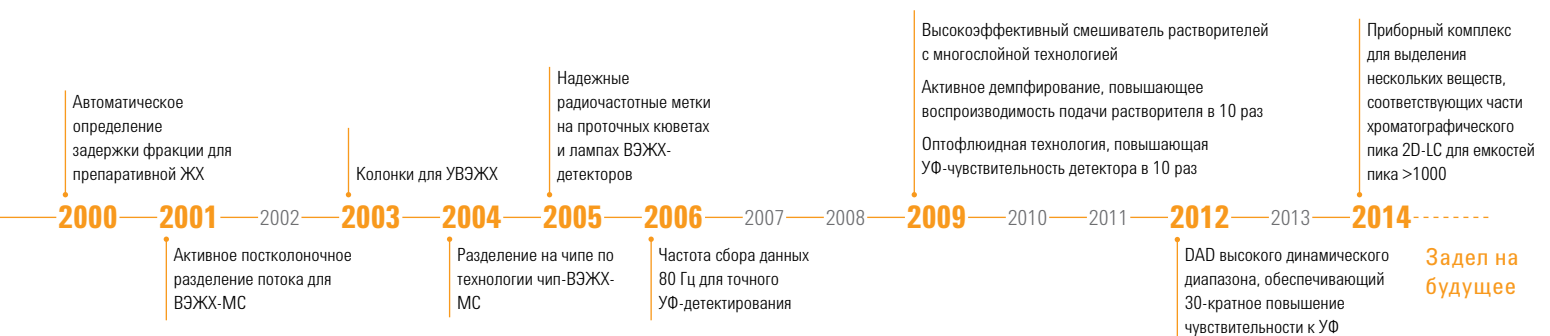 Автоматическое
определение
задержки фракции для
препаративной ЖХ
Колонки для УВЭЖХ
Надежные
радиочастотные метки
на проточных кюветах
и лампах ВЭЖХ-
детекторов
Высокоэффективный смешиватель растворителей
с многослойной технологией
Активное демпфирование, повышающее
воспроизводимость подачи растворителя в 10 раз
Оптофлюидная технология, повышающая
УФ-чувствительность детектора в 10 раз
Приборный комплекс
для выделения
нескольких веществ,
соответствующих части
хроматографического
пика 2D-LC для емкостей
пика >1000
2000 2001 2002 2003 2004 2005 2006 2007 2008 2009 2010 2011 2012 2013 2014
Активное постколоночное
разделение потока для
ВЭЖХ-МС
Разделение на чипе по
технологии чип-ВЭЖХ-
МС
Частота сбора данных
80 Гц для точного
УФ-детектирования
DAD высокого динамического
диапазона, обеспечивающий
30-кратное повышение
чувствительности к УФ
Задел на
будущее